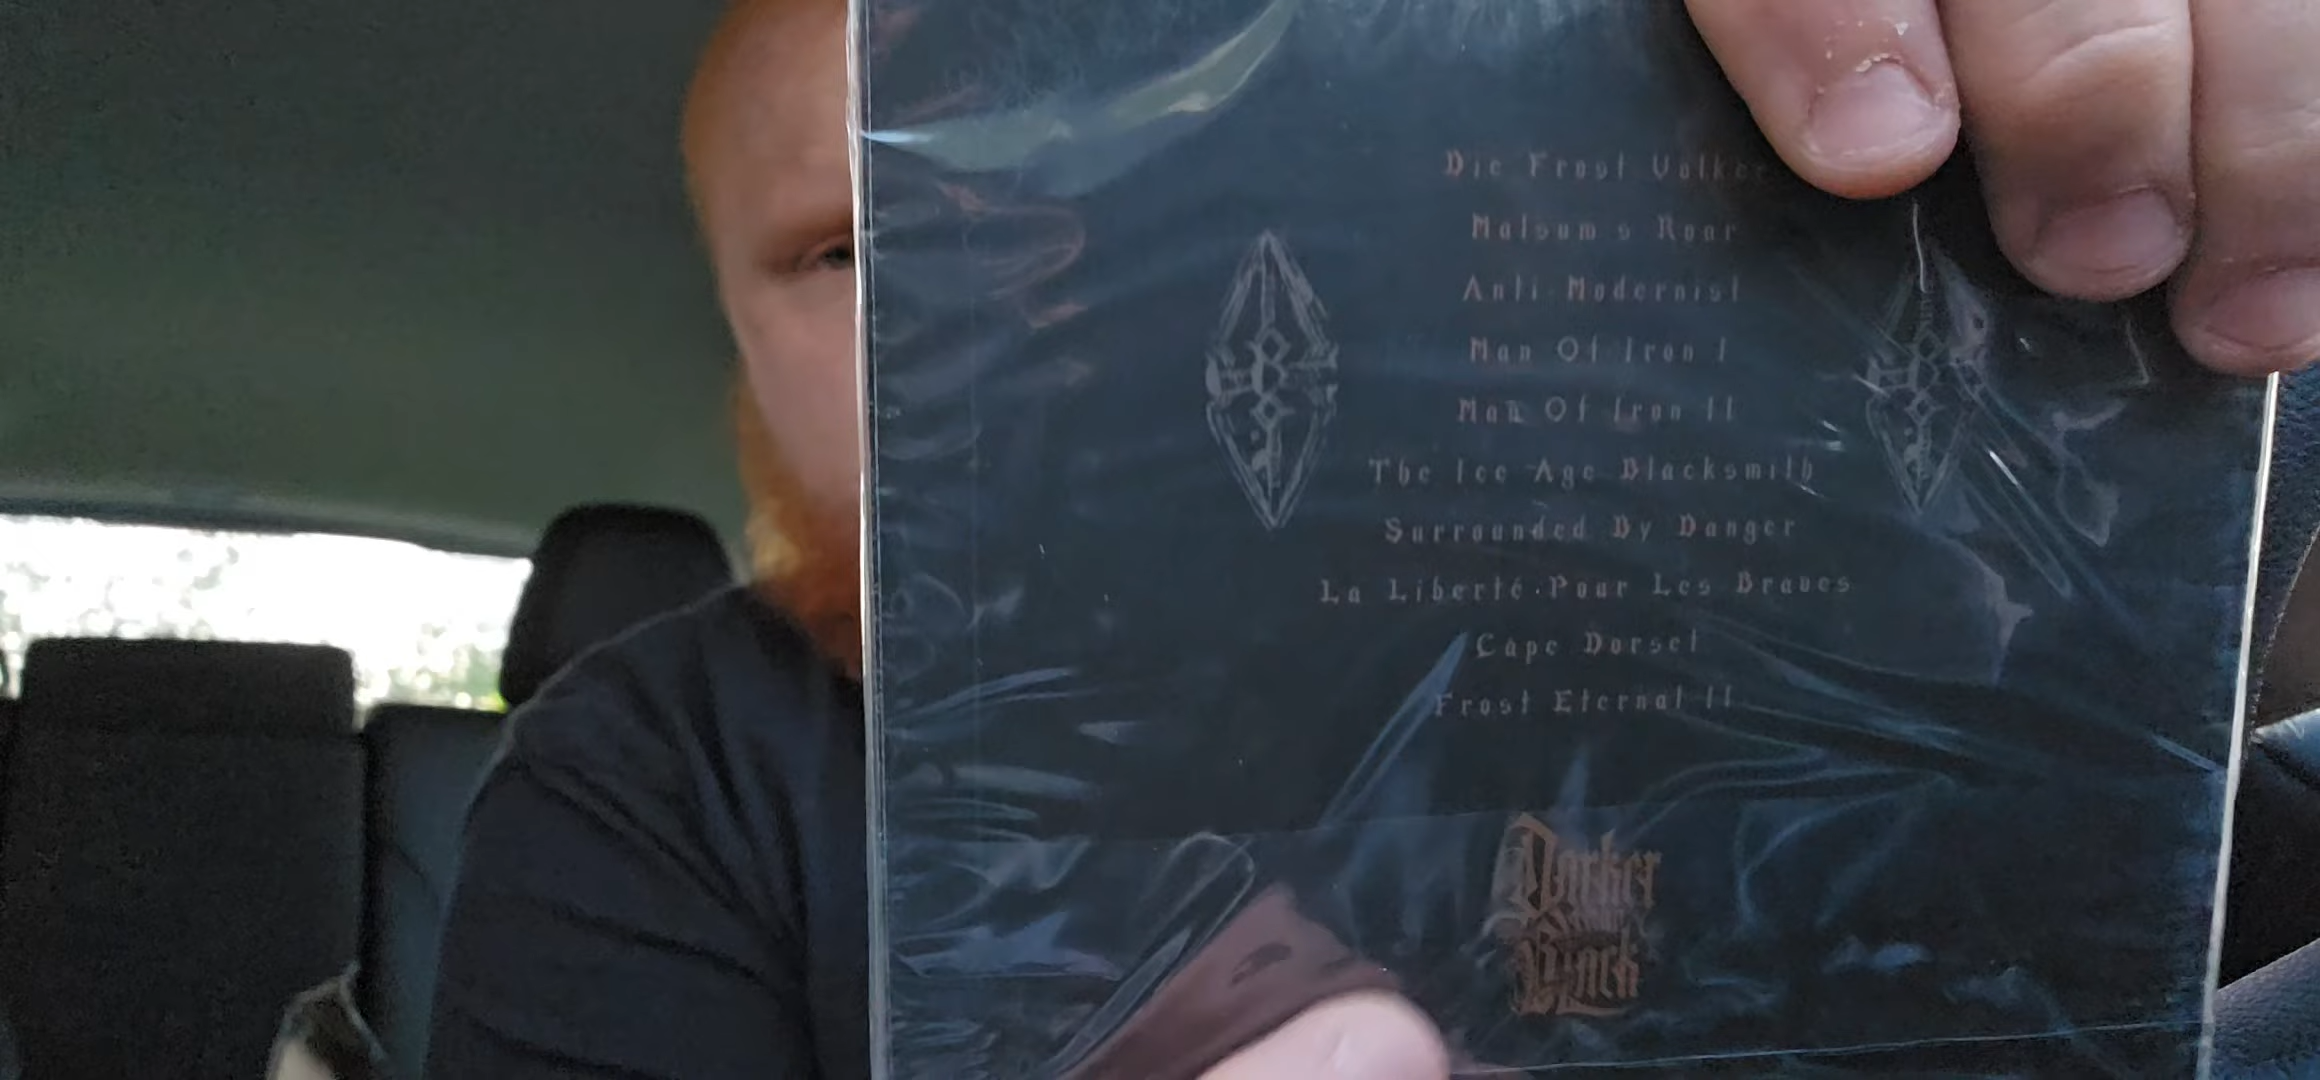 Die Frost Volker
Malsum s Roar
Anti-Modernist
Man Of Iron I
Man Of Iron II
The Ice Age Blacksmith
Surrounded By Danger
La Liberté Pour Les Braves
Cape Dorset
Frost Eternal II
Darker
Than
Black